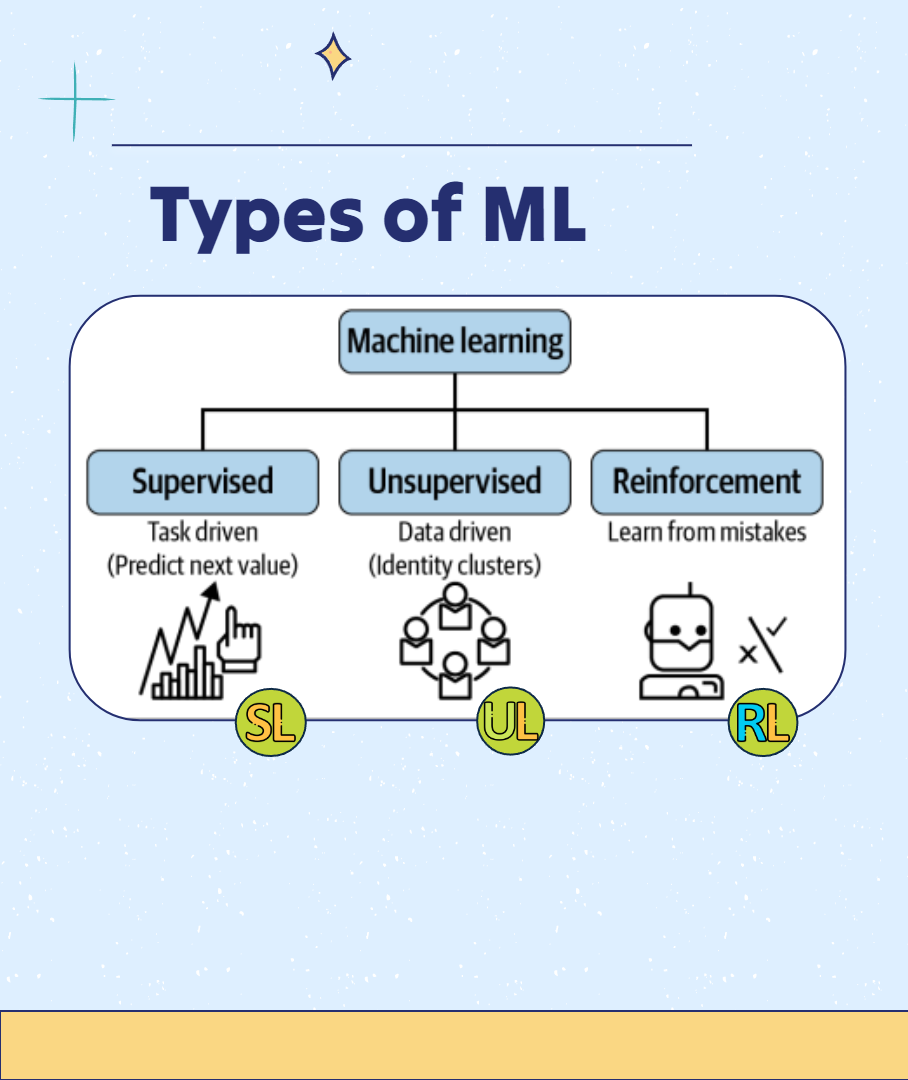 Types of ML
Machine learning
Supervised
Unsupervised
Reinforcement
Task driven
(Predict next value)
Data driven
(Identity clusters)
Learn from mistakes
SL
UL
RL